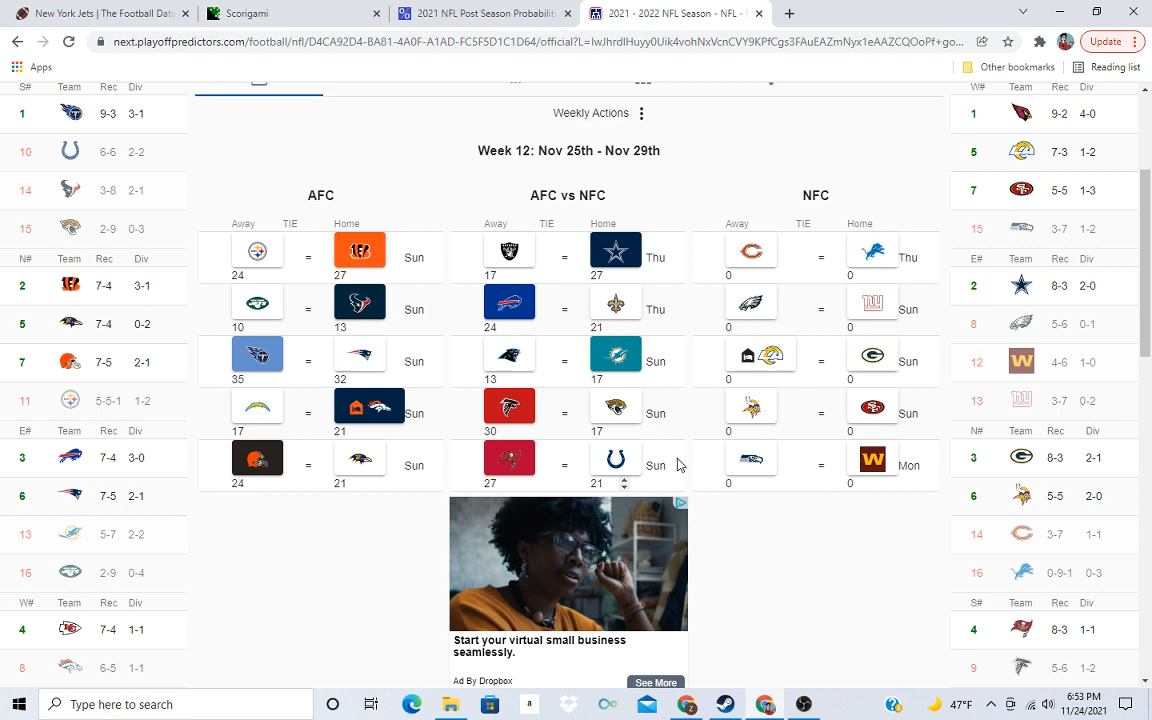 New York Jets | The Football Data
Scorigami
2021 NFL Post Season Probabiliti
2021 - 2022 NFL Season - NFL -
next.playoffpredictors.com/football/nfl/D4CA92D4-BA81-4A0F-A1AD-FC5F5D1C1D64/official?L=IwJhrdIHuyy0Uik4vohNxVcnCVY9KPfCgs3FAuEAZmNyx1eAAZCQOoPf+go...
Update
Apps
Other bookmarks
Reading list
Weekly Actions
Week 12: Nov 25th - Nov 29th
AFC
Away TIE Home
= Sun
24 27
= Sun
10 13
= Sun
35 32
= Sun
17 21
= Sun
24 21
AFC vs NFC
Away TIE Home
= Thu
17 27
= Thu
24 21
= Sun
13 17
= Sun
30 17
= Sun
27 21
NFC
Away TIE Home
= Thu
0 0
= Sun
0 0
= Sun
0 0
= Sun
0 0
= Mon
0 0
S# Team Rec Div
1 9-3 3-1
10 6-6 2-2
14 3-8 2-1
15 2-9 0-3
N# Team Rec Div
2 7-4 3-1
5 7-4 0-2
7 7-5 2-1
11 5-5-1 1-2
E# Team Rec Div
3 7-4 3-0
6 7-5 2-1
13 5-7 2-2
16 2-9 0-4
W# Team Rec Div
4 7-4 1-1
8 6-5 1-1
W# Team Rec Div
1 9-2 4-0
5 7-3 1-2
7 5-5 1-3
15 3-7 1-2
E# Team Rec Div
2 8-3 2-0
8 5-6 0-1
12 4-6 1-0
13 3-7 0-2
N# Team Rec Div
3 8-3 2-1
6 5-5 2-0
14 3-7 1-1
16 0-9-1 0-3
S# Team Rec Div
4 8-3 1-1
9 5-6 1-2
Start your virtual small business
seamlessly.
Ad By Dropbox
See More
Type here to search
47°F
6:53 PM
11/24/2021